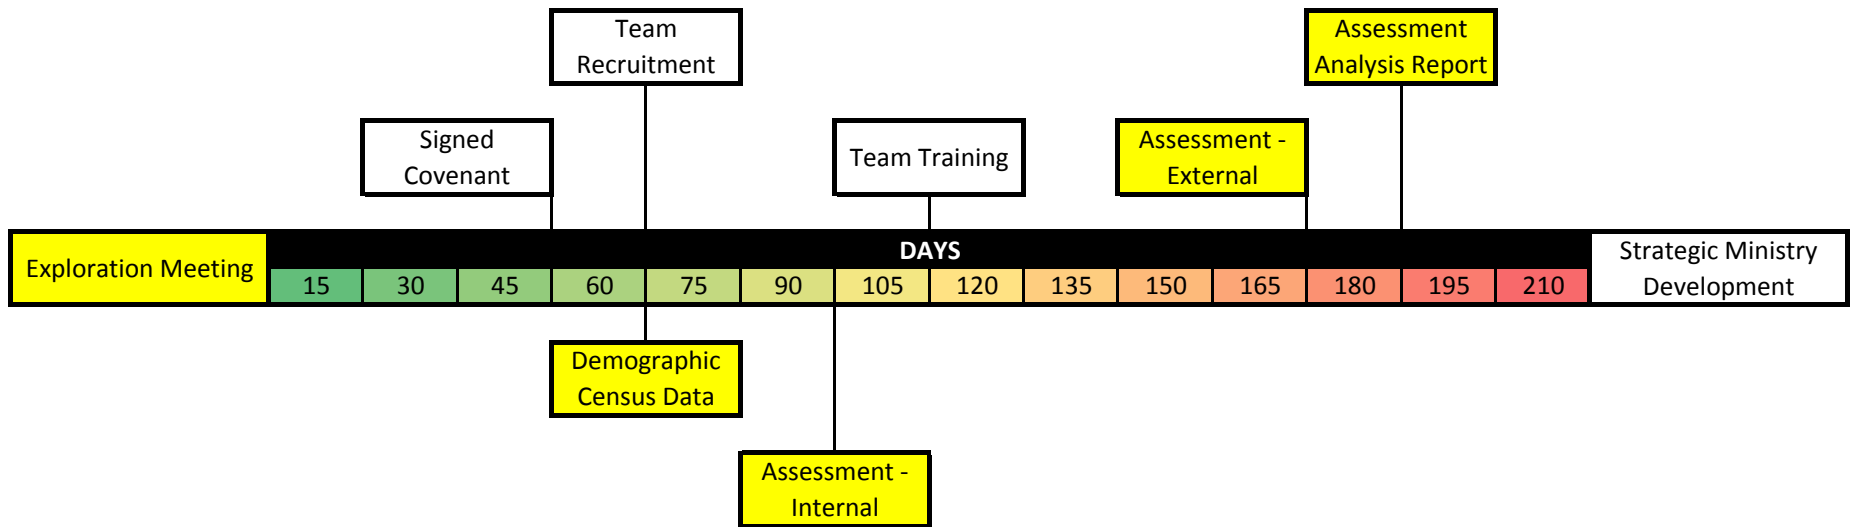 Team
Recruitment
Assessment
Analysis Report
Signed
Covenant
Team Training
Assessment -
External
Exploration Meeting
DAYS
15 30 45 60 75 90 105 120 135 150 165 180 195 210
Strategic Ministry
Development
Demographic
Census Data
Assessment -
Internal